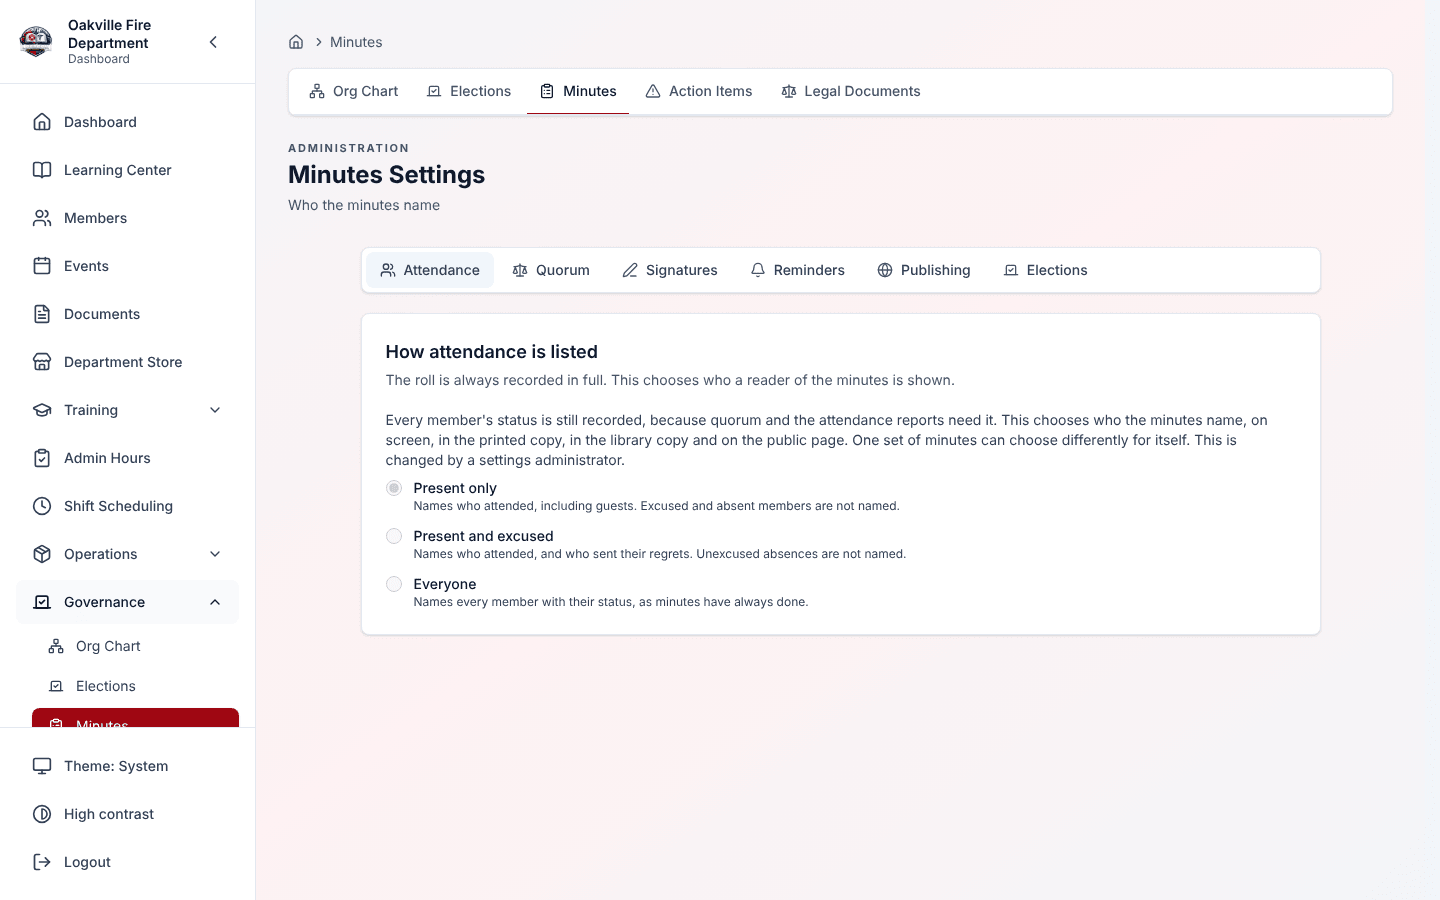 Oakville Fire
Department
Dashboard
Dashboard
Learning Center
Members
Events
Documents
Department Store
Training
Admin Hours
Shift Scheduling
Operations
Governance
Org Chart
Elections
Minutes
Theme: System
High contrast
Logout
Minutes
Org Chart
Elections
Minutes
Action Items
Legal Documents
ADMINISTRATION
Minutes Settings
Who the minutes name
Attendance
Quorum
Signatures
Reminders
Publishing
Elections
How attendance is listed
The roll is always recorded in full. This chooses who a reader of the minutes is shown.
Every member's status is still recorded, because quorum and the attendance reports need it. This chooses who the minutes name, on
screen, in the printed copy, in the library copy and on the public page. One set of minutes can choose differently for itself. This is
changed by a settings administrator.
Present only
Names who attended, including guests. Excused and absent members are not named.
Present and excused
Names who attended, and who sent their regrets. Unexcused absences are not named.
Everyone
Names every member with their status, as minutes have always done.